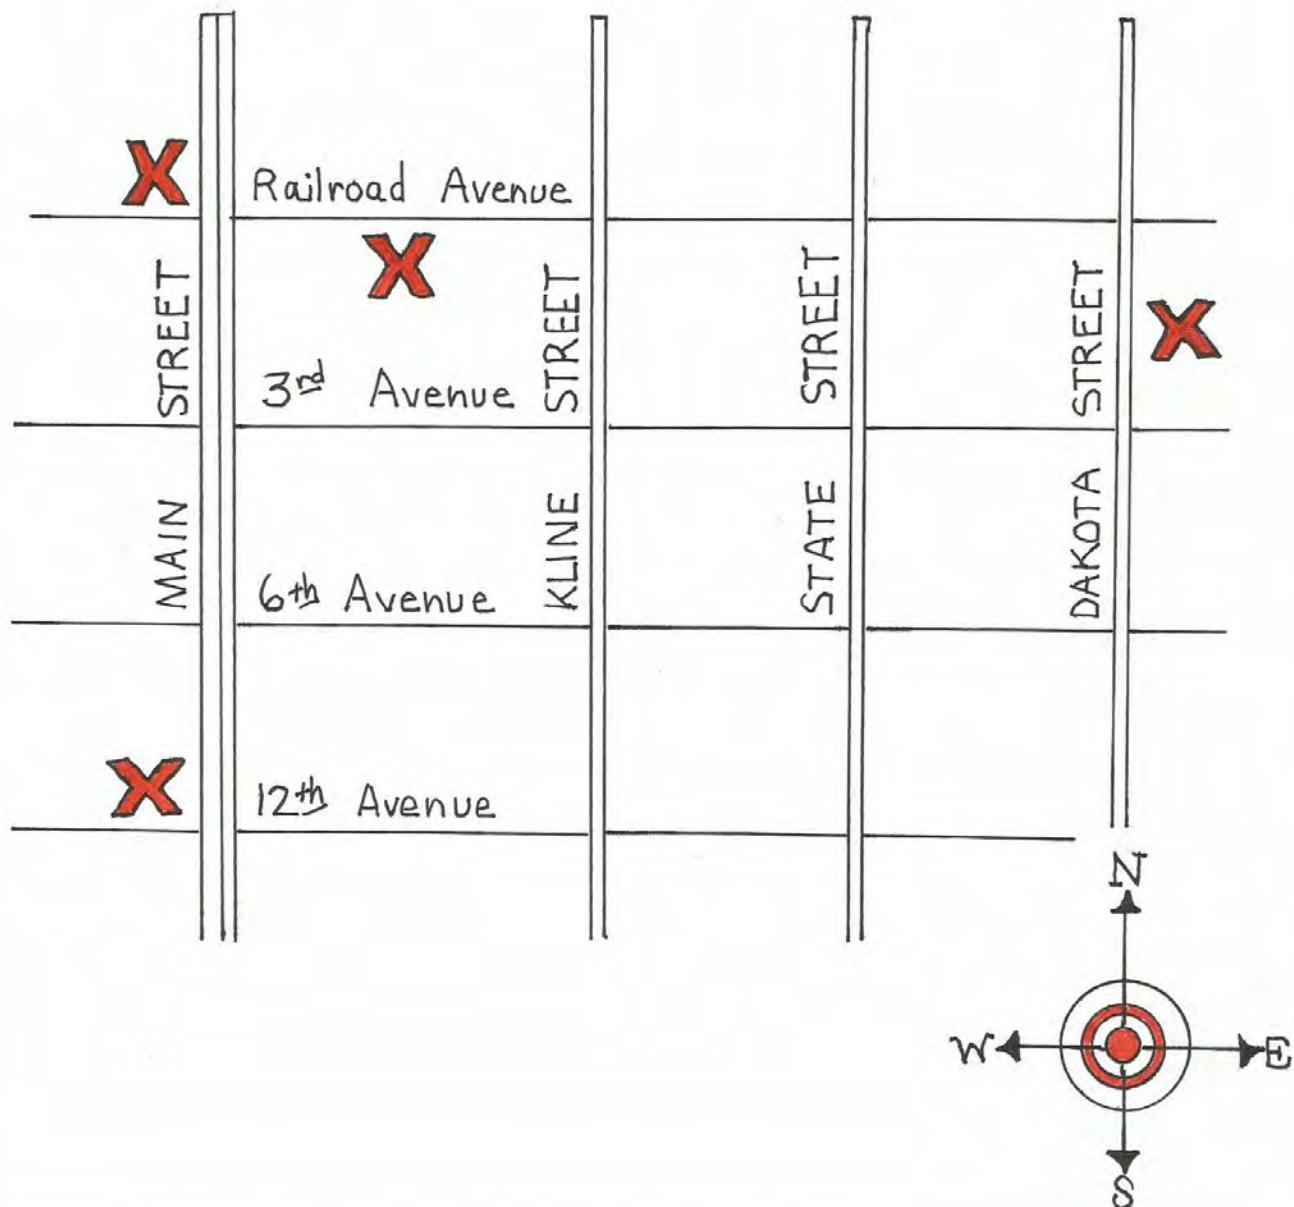 Railroad Avenue
MAIN STREET
KLINE STREET
STATE STREET
DAKOTA STREET
3rd Avenue
6th Avenue
12th Avenue
N
W
E
S